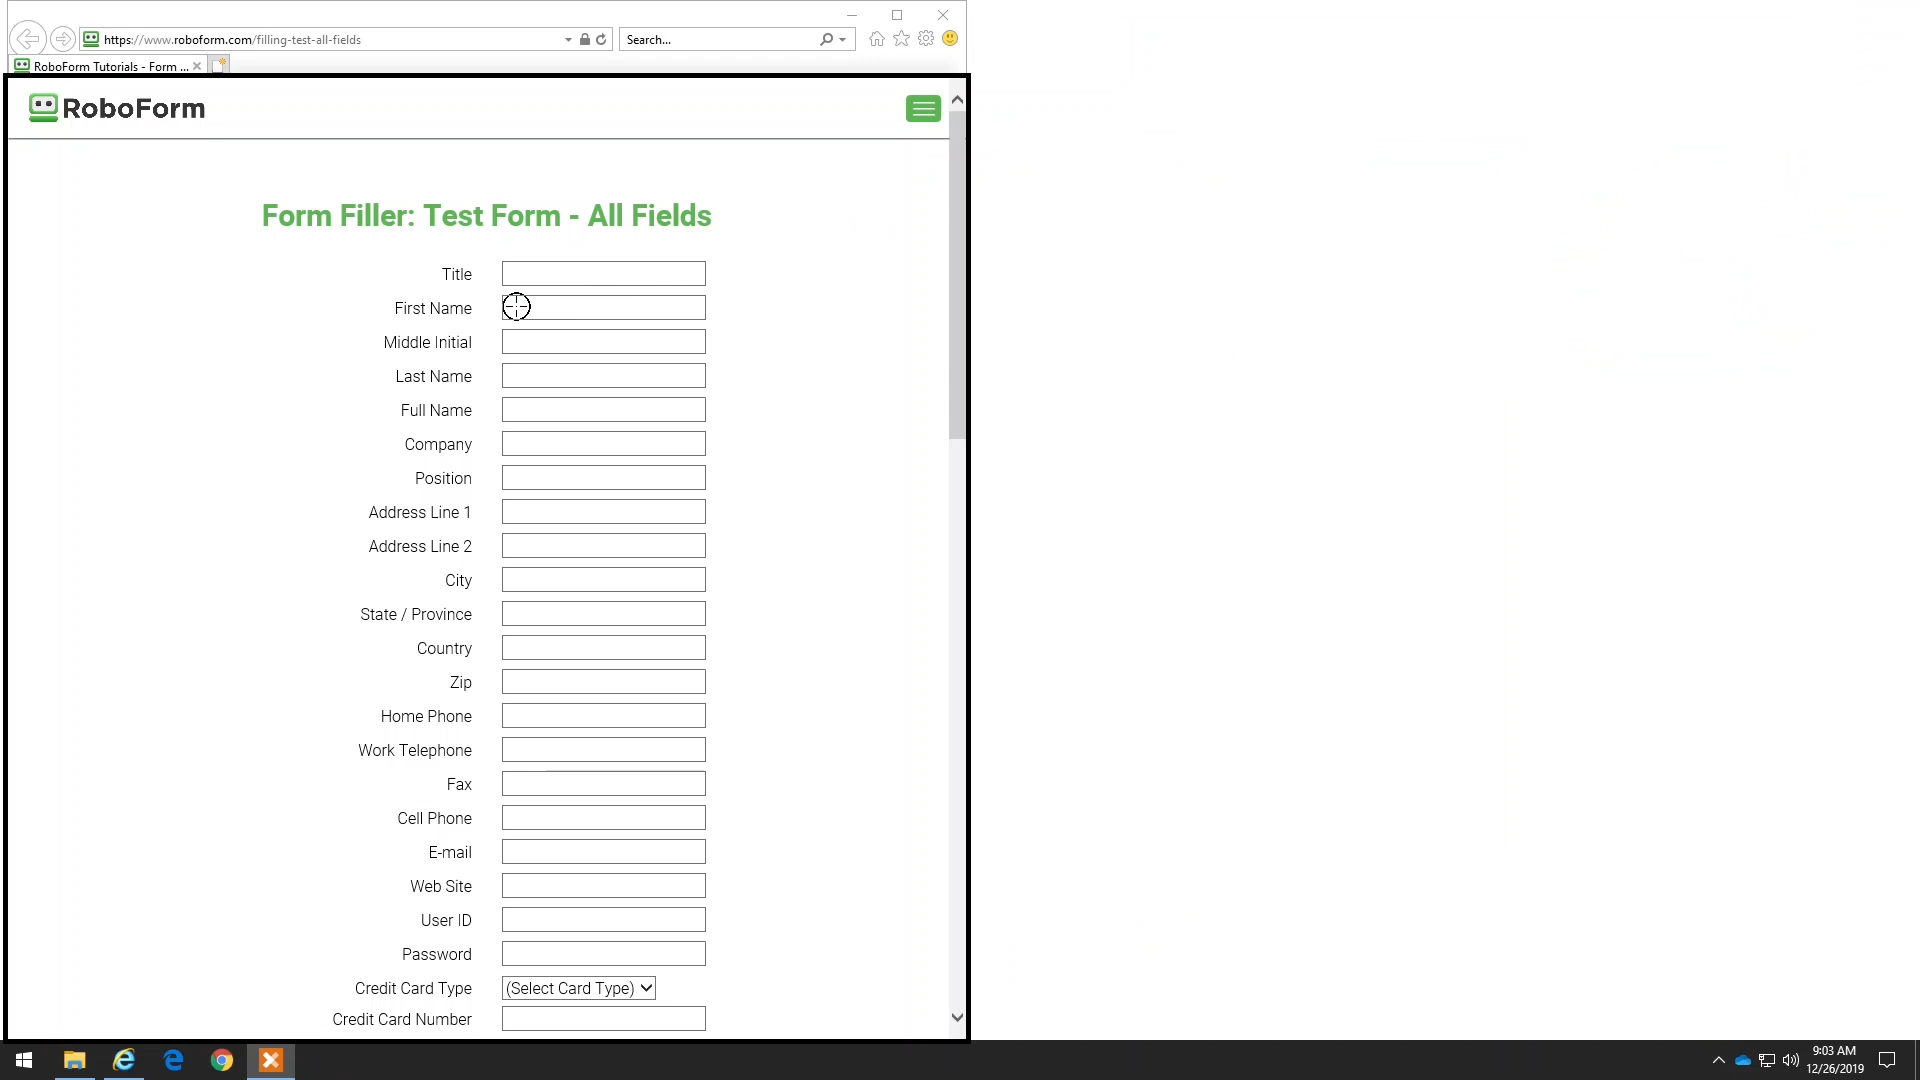 https://www.roboform.com/filling-test-all-fields
Search...
RoboForm Tutorials - Form ...
RoboForm
Form Filler: Test Form - All Fields
Title
First Name
Middle Initial
Last Name
Full Name
Company
Position
Address Line 1
Address Line 2
City
State / Province
Country
Zip
Home Phone
Work Telephone
Fax
Cell Phone
E-mail
Web Site
User ID
Password
Credit Card Type (Select Card Type)
Credit Card Number
9:03 AM
12/26/2019